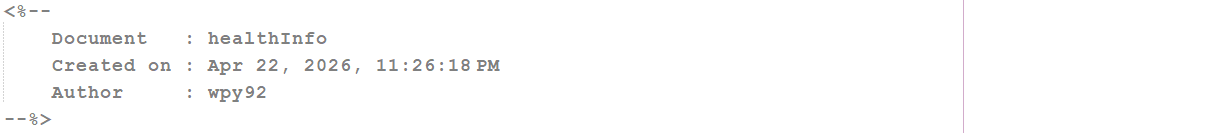 <%--
    Document   : healthInfo
    Created on : Apr 22, 2026, 11:26:18 PM
    Author     : wpy92
--%>